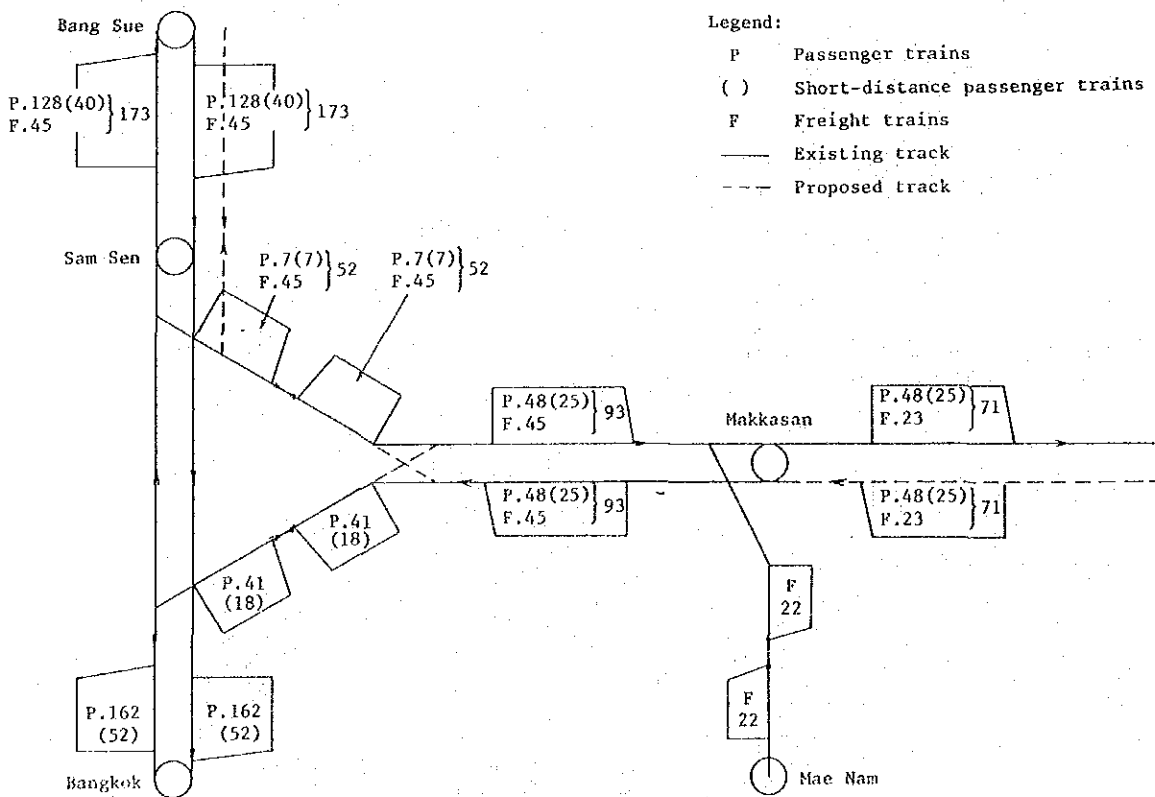 Bang Sue
P.128(40)
F.45
}173
P.128(40)
F.45
}173
Legend:
P Passenger trains
( ) Short-distance passenger trains
F Freight trains
Existing track
Proposed track
Sam Sen
P.7(7)
F.45
}52
P.7(7)
F.45
}52
P.48(25)
F.45
}93
Makkasan
P.48(25)
F.23
}71
P.48(25)
F.45
}93
P.48(25)
F.23
}71
P.41
(18)
P.41
(18)
F
22
F
22
P.162
(52)
P.162
(52)
Bangkok
Mae Nam